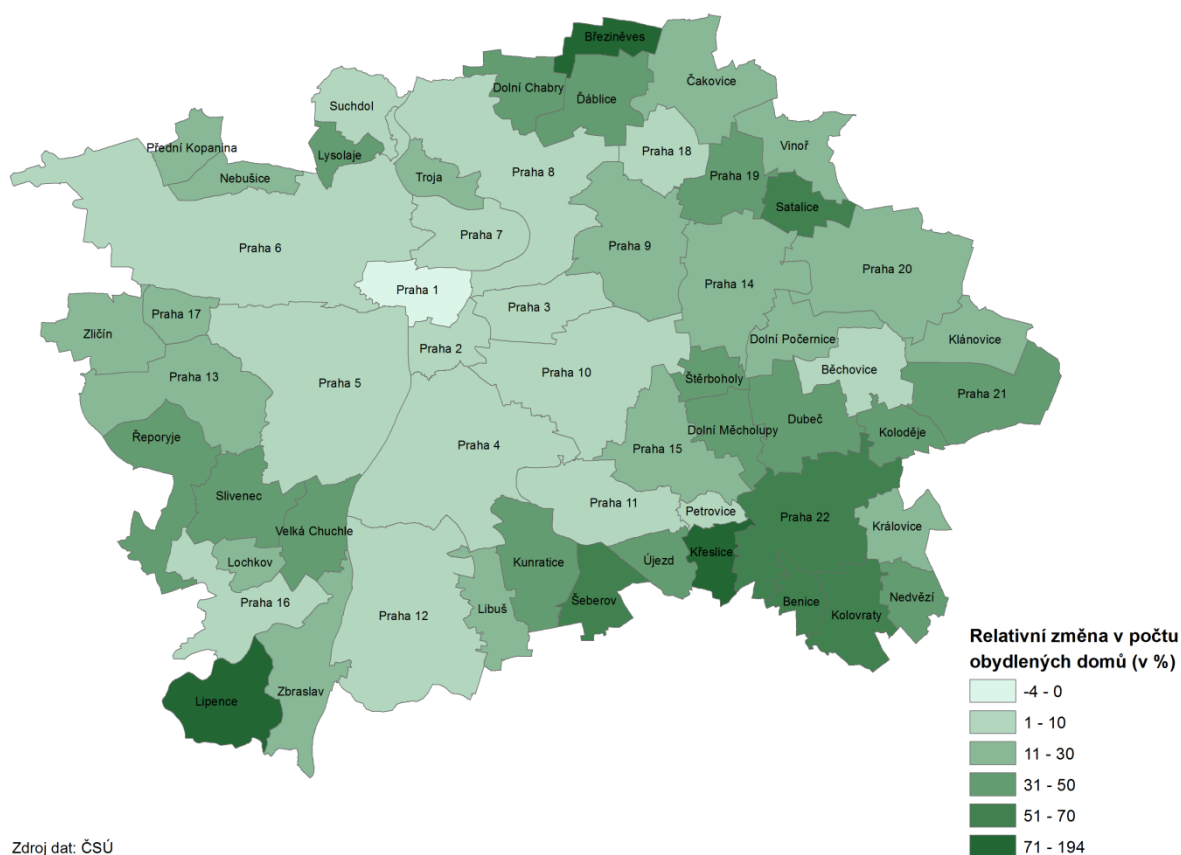 Březiněves
Dolní Chabry
Ďáblice
Čakovice
Suchdol
Přední Kopanina
Lysolaje
Nebušice
Troja
Praha 8
Praha 18
Vinoř
Praha 19
Satalice
Praha 6
Praha 7
Praha 9
Praha 20
Praha 14
Praha 1
Praha 3
Praha 17
Zličín
Praha 2
Dolní Počernice
Klánovice
Běchovice
Praha 13
Praha 5
Praha 10
Štěrboholy
Praha 21
Řeporyje
Praha 4
Dolní Měcholupy
Dubeč
Koloděje
Praha 15
Slivenec
Praha 11
Petrovice
Velká Chuchle
Praha 22
Královice
Lochkov
Kunratice
Újezd
Křeslice
Praha 16
Praha 12
Libuš
Šeberov
Benice
Kolovraty
Nedvězí
Lipence
Zbraslav
Relativní změna v počtu
obydlených domů (v %)
-4 - 0
1 - 10
11 - 30
31 - 50
51 - 70
71 - 194
Zdroj dat: ČSÚ